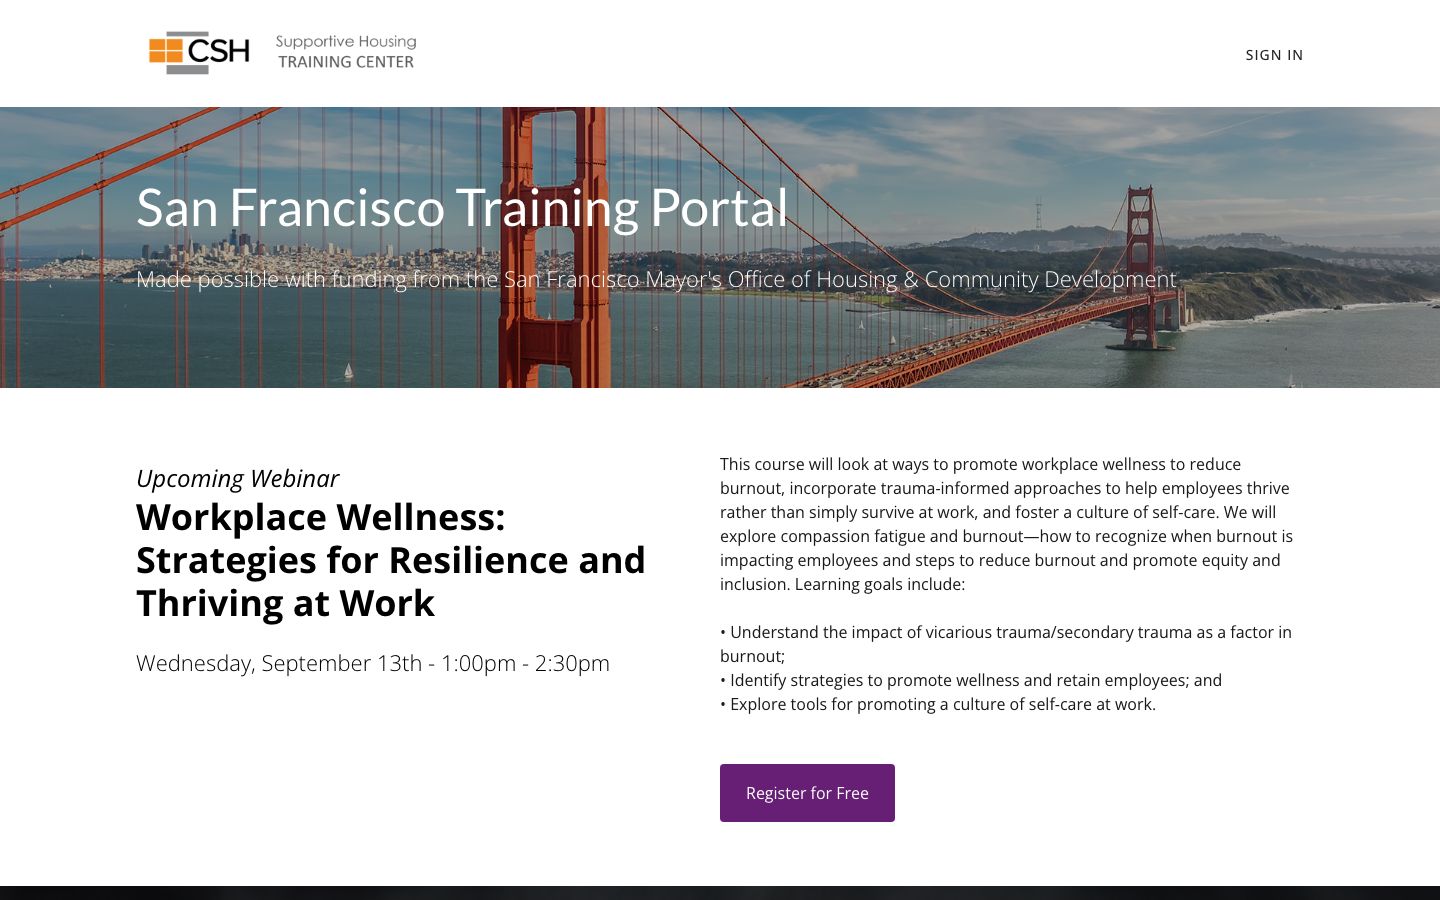 CSH
Supportive Housing
TRAINING CENTER
SIGN IN
San Francisco Training Portal
Made possible with funding from the San Francisco Mayor's Office of Housing & Community Development
Upcoming Webinar
Workplace Wellness:
Strategies for Resilience and
Thriving at Work
Wednesday, September 13th - 1:00pm - 2:30pm
This course will look at ways to promote workplace wellness to reduce
burnout, incorporate trauma-informed approaches to help employees thrive
rather than simply survive at work, and foster a culture of self-care. We will
explore compassion fatigue and burnout—how to recognize when burnout is
impacting employees and steps to reduce burnout and promote equity and
inclusion. Learning goals include:
• Understand the impact of vicarious trauma/secondary trauma as a factor in
burnout;
• Identify strategies to promote wellness and retain employees; and
• Explore tools for promoting a culture of self-care at work.
Register for Free